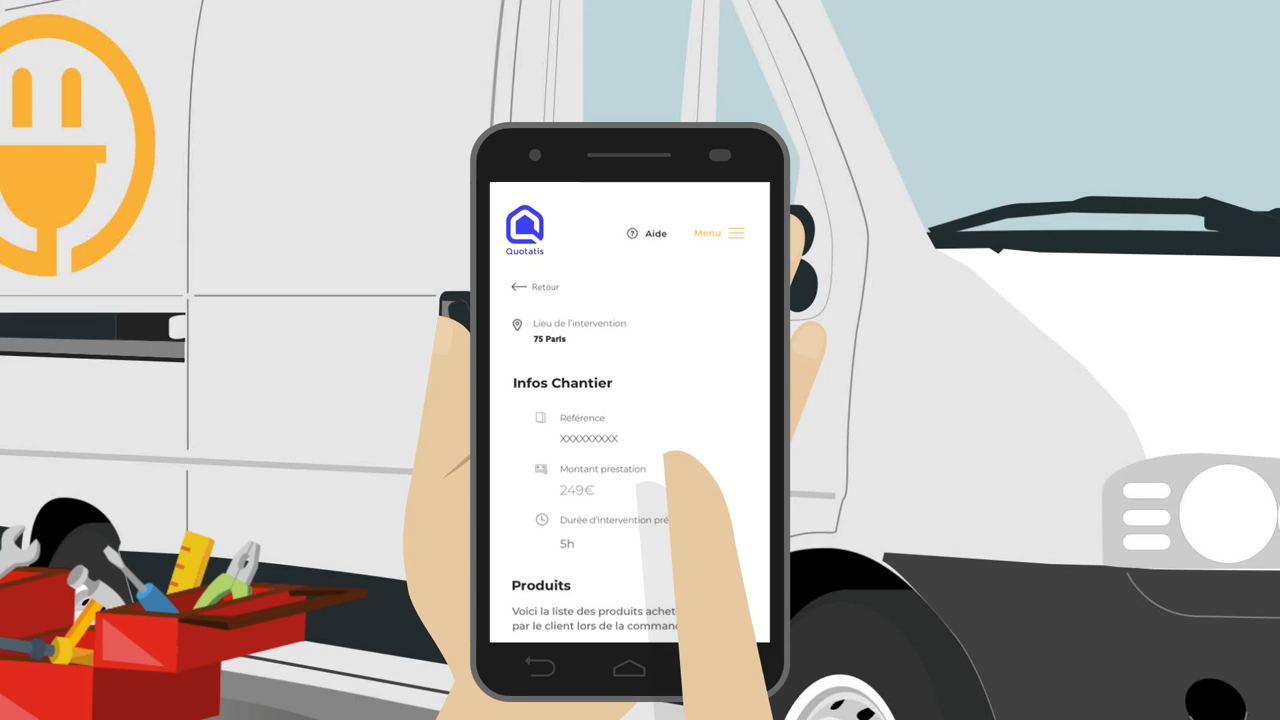 Quotatis
Aide
Menu
Retour
Lieu de l'intervention
75 Paris
Infos Chantier
Référence
XXXXXXXXX
Montant prestation
249€
Durée d'intervention pré
5h
Produits
Voici la liste des produits achet
par le client lors de la comman